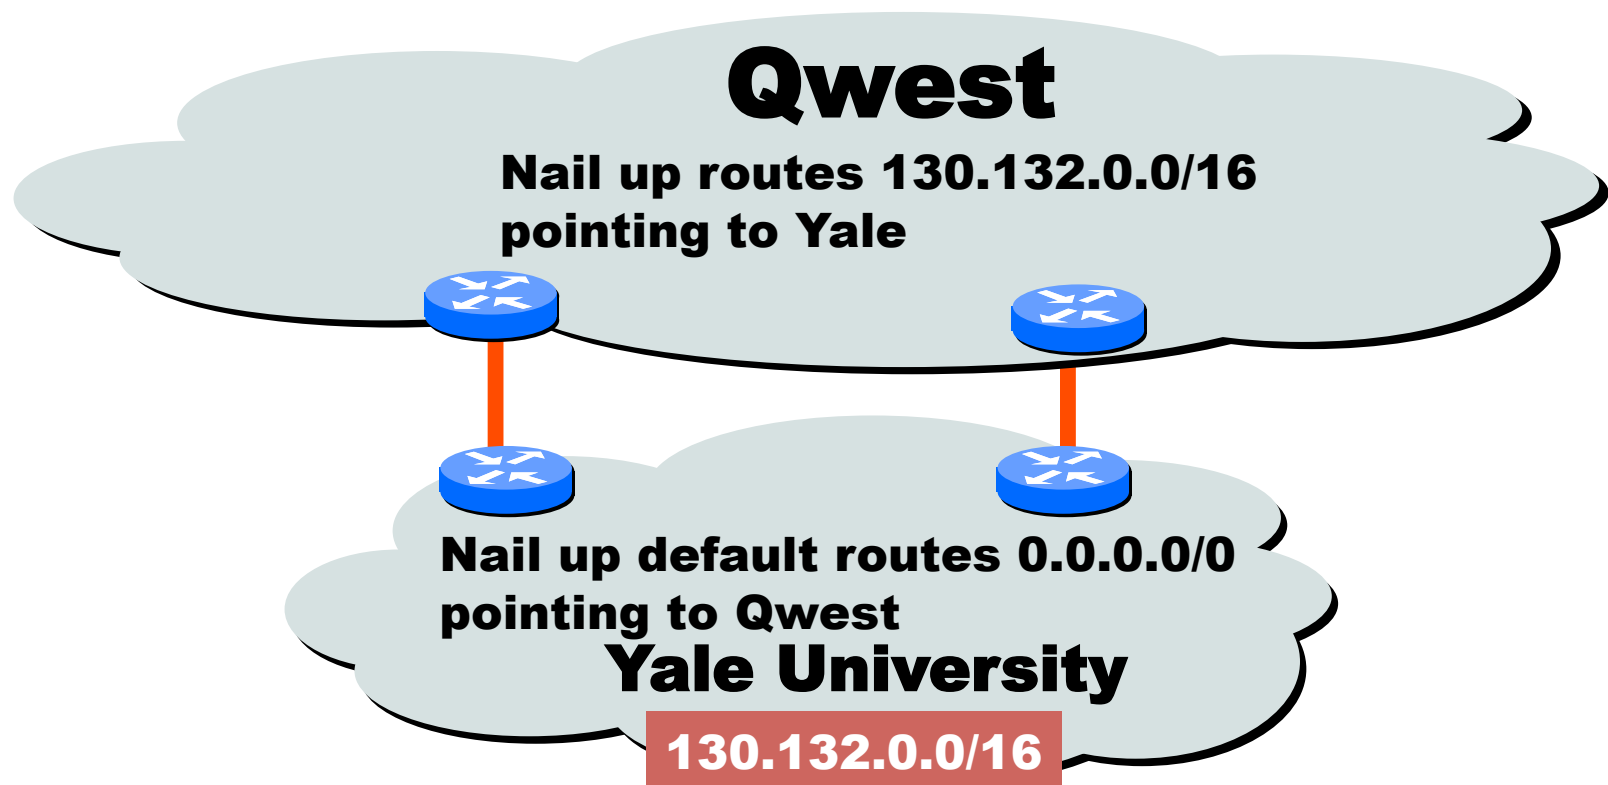 Qwest
Nail up routes 130.132.0.0/16
pointing to Yale
Nail up default routes 0.0.0.0/0
pointing to Qwest
Yale University
130.132.0.0/16